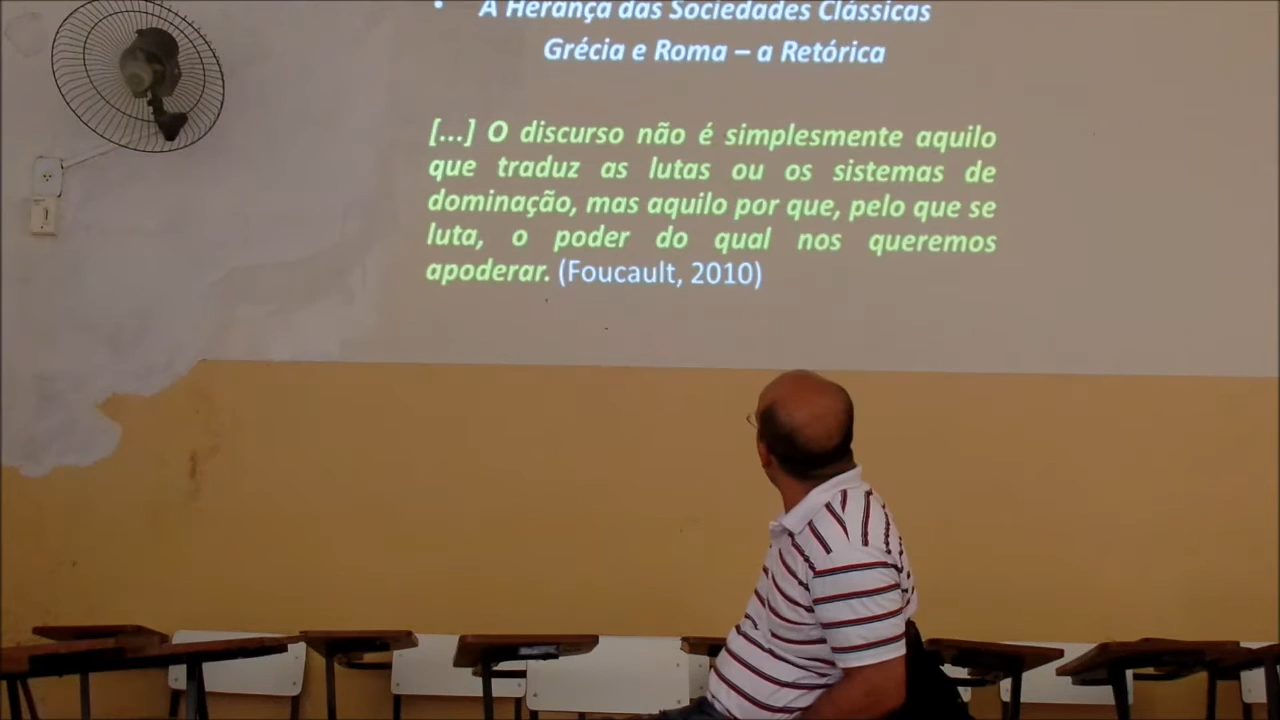 • A Herança das Sociedades Clássicas
Grécia e Roma – a Retórica
[...] O discurso não é simplesmente aquilo
que traduz as lutas ou os sistemas de
dominação, mas aquilo por que, pelo que se
luta, o poder do qual nos queremos
apoderar. (Foucault, 2010)